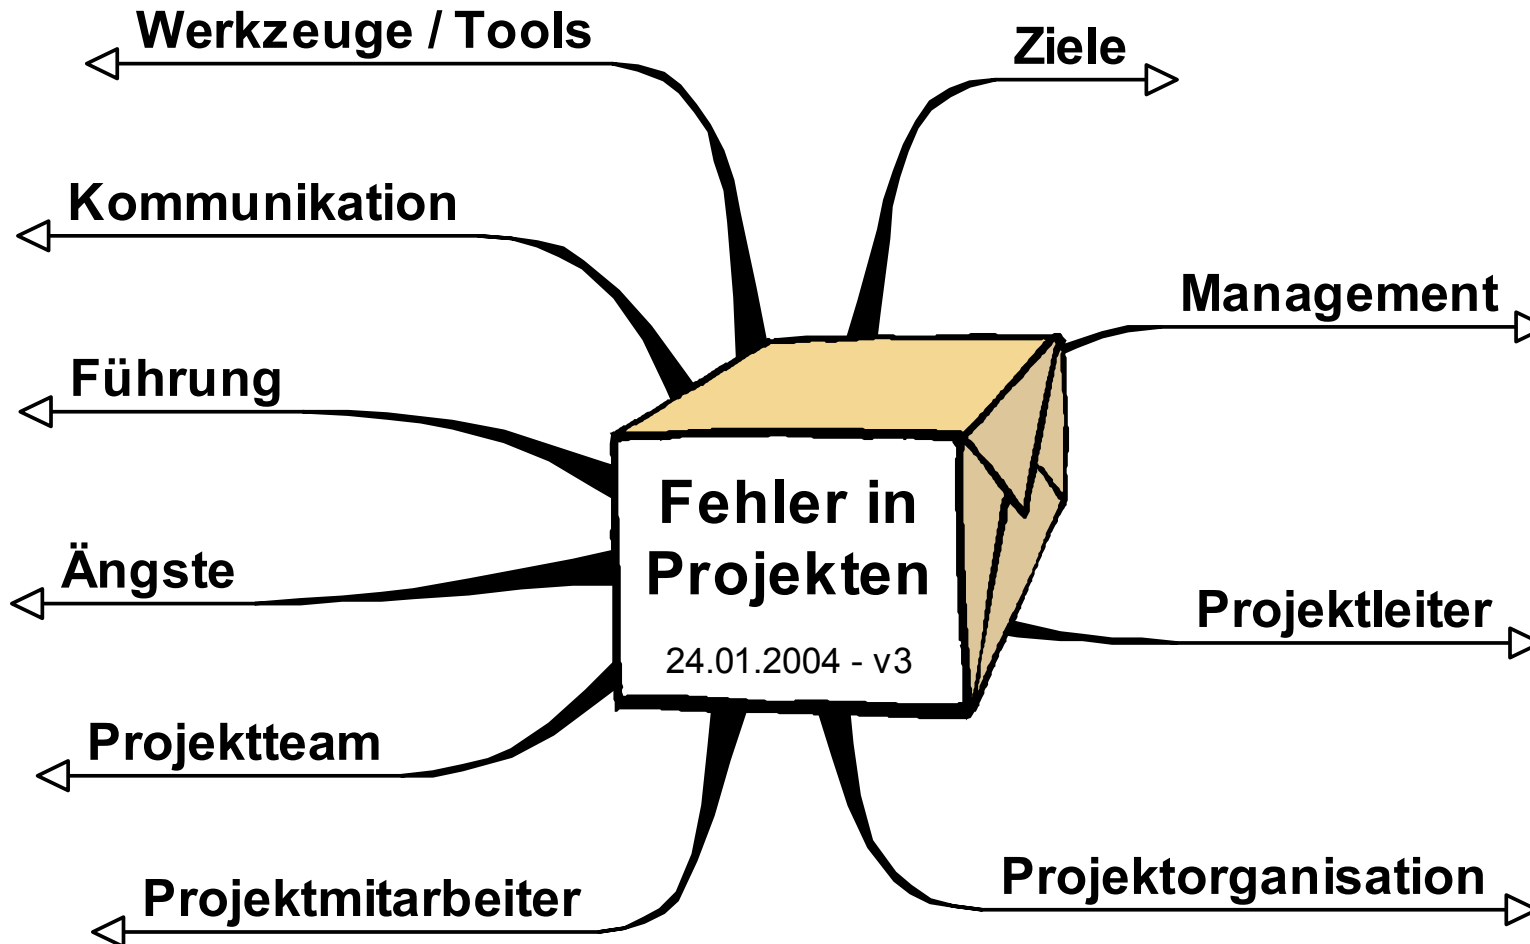 Werkzeuge / Tools
Ziele
Kommunikation
Management
Führung
Fehler in
Projekten
24.01.2004 - v3
Ängste
Projektleiter
Projektteam
Projektmitarbeiter
Projektorganisation